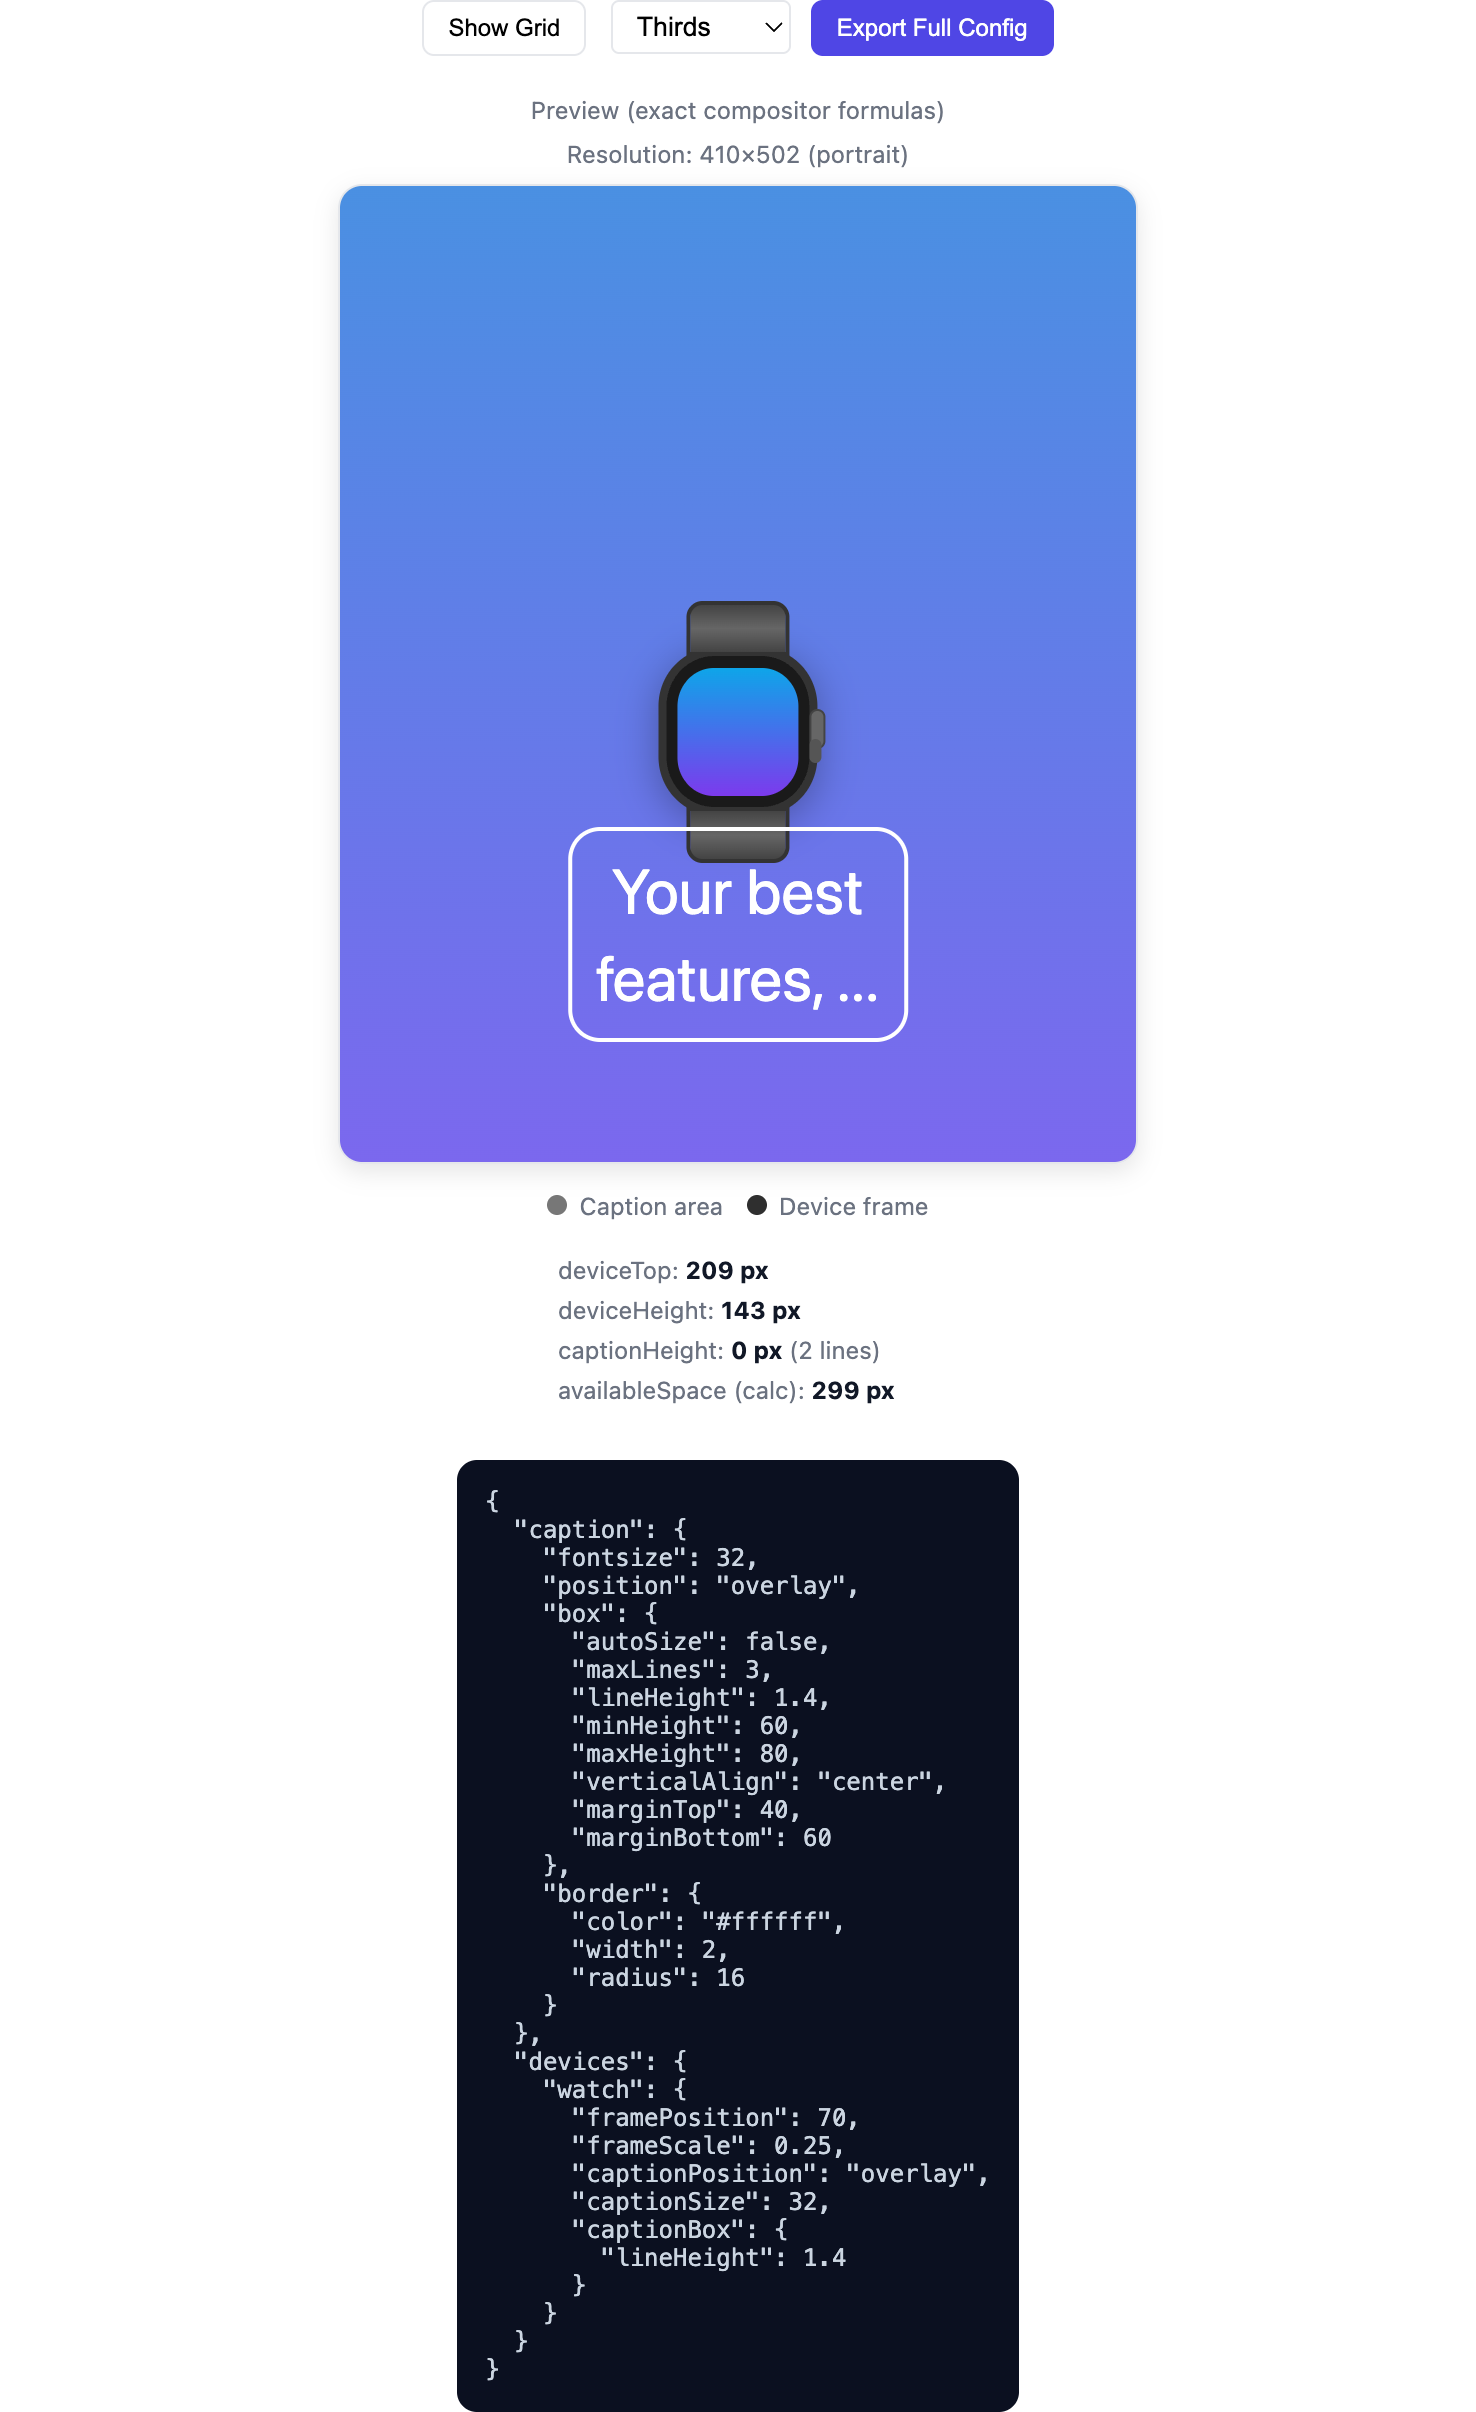 Show Grid
Thirds
Export Full Config
Preview (exact compositor formulas)
Resolution: 410×502 (portrait)
Your best
features, ...
Caption area
Device frame
deviceTop: 209 px
deviceHeight: 143 px
captionHeight: 0 px (2 lines)
availableSpace (calc): 299 px
{
  "caption": {
    "fontsize": 32,
    "position": "overlay",
    "box": {
      "autoSize": false,
      "maxLines": 3,
      "lineHeight": 1.4,
      "minHeight": 60,
      "maxHeight": 80,
      "verticalAlign": "center",
      "marginTop": 40,
      "marginBottom": 60
    },
    "border": {
      "color": "#ffffff",
      "width": 2,
      "radius": 16
    }
  },
  "devices": {
    "watch": {
      "framePosition": 70,
      "frameScale": 0.25,
      "captionPosition": "overlay",
      "captionSize": 32,
      "captionBox": {
        "lineHeight": 1.4
      }
    }
  }
}